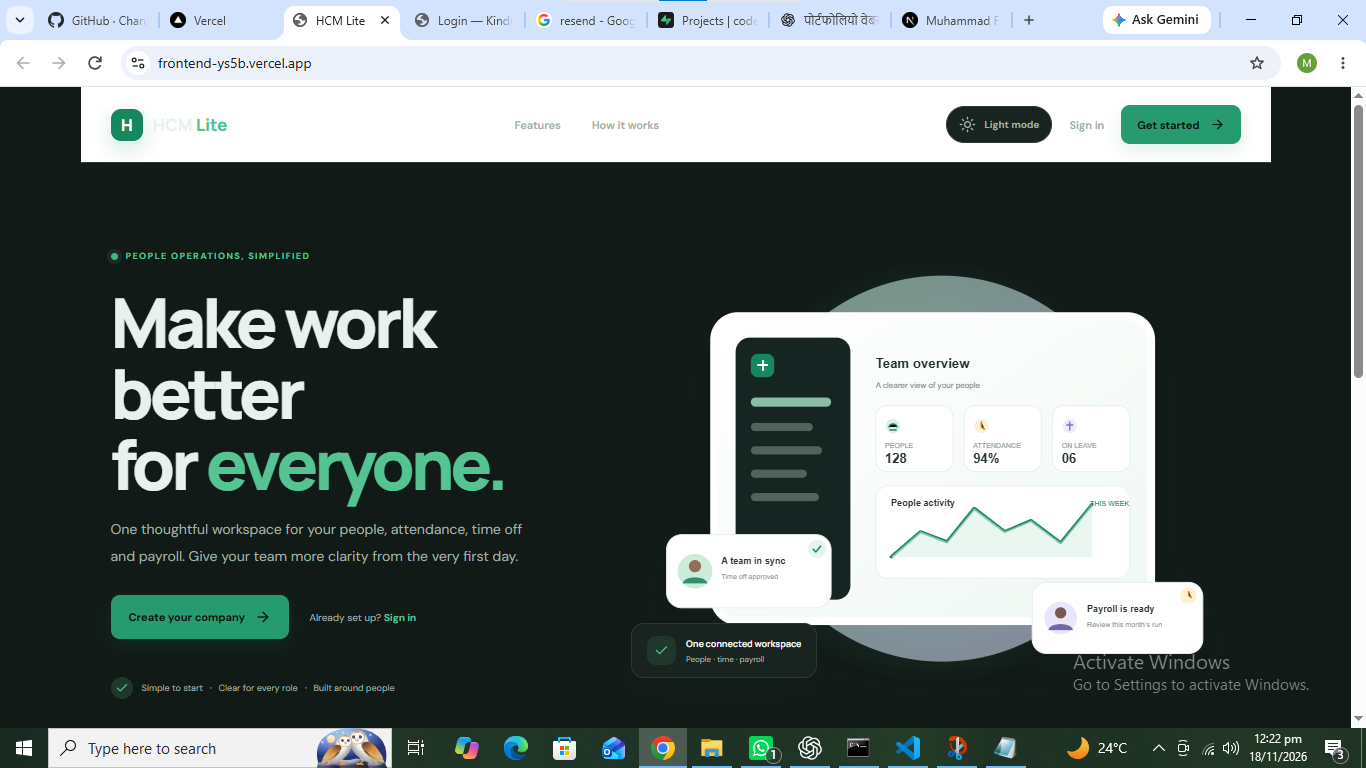 GitHub · Chan
Vercel
HCM Lite
Login — Kindr
resend - Goog
Projects | code
पोर्टफोलियो वेब
Muhammad F
Ask Gemini
frontend-ys5b.vercel.app
M
H
HCM Lite
Features
How it works
Light mode
Sign in
Get started
PEOPLE OPERATIONS, SIMPLIFIED
Make work
better
for everyone.
One thoughtful workspace for your people, attendance, time off
and payroll. Give your team more clarity from the very first day.
Create your company
Already set up? Sign in
Simple to start · Clear for every role · Built around people
Team overview
A clearer view of your people
PEOPLE
128
ATTENDANCE
94%
ON LEAVE
06
People activity
THIS WEEK
A team in sync
Time off approved
Payroll is ready
Review this month's run
One connected workspace
People · time · payroll
Activate Windows
Go to Settings to activate Windows.
Type here to search
1
24°C
12:22 pm
18/11/2026
3